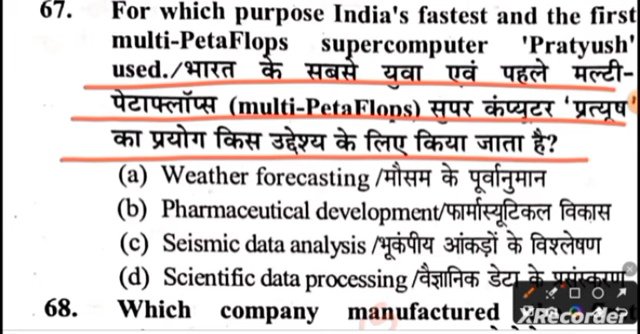 67. For which purpose India's fastest and the first
multi-PetaFlops supercomputer 'Pratyush'
used./भारत के सबसे युवा एवं पहले मल्टी-
पेटाफ्लॉप्स (multi-PetaFlops) सुपर कंप्यूटर 'प्रत्यूष'
का प्रयोग किस उद्देश्य के लिए किया जाता है?
(a) Weather forecasting /मौसम के पूर्वानुमान
(b) Pharmaceutical development/फार्मास्यूटिकल विकास
(c) Seismic data analysis /भूकंपीय आंकड़ों के विश्लेषण
(d) Scientific data processing /वैज्ञानिक डेटा के प्रसंस्करण
68. Which company manufactured
XRecorder